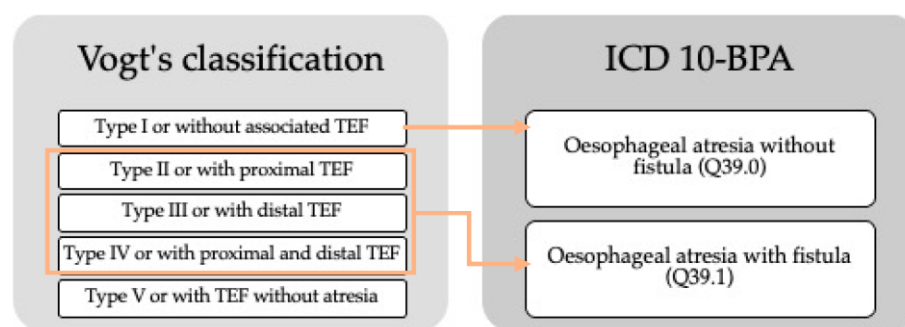 Vogt's classification
Type I or without associated TEF
Type II or with proximal TEF
Type III or with distal TEF
Type IV or with proximal and distal TEF
Type V or with TEF without atresia
ICD 10-BPA
Oesophageal atresia without
fistula (Q39.0)
Oesophageal atresia with fistula
(Q39.1)